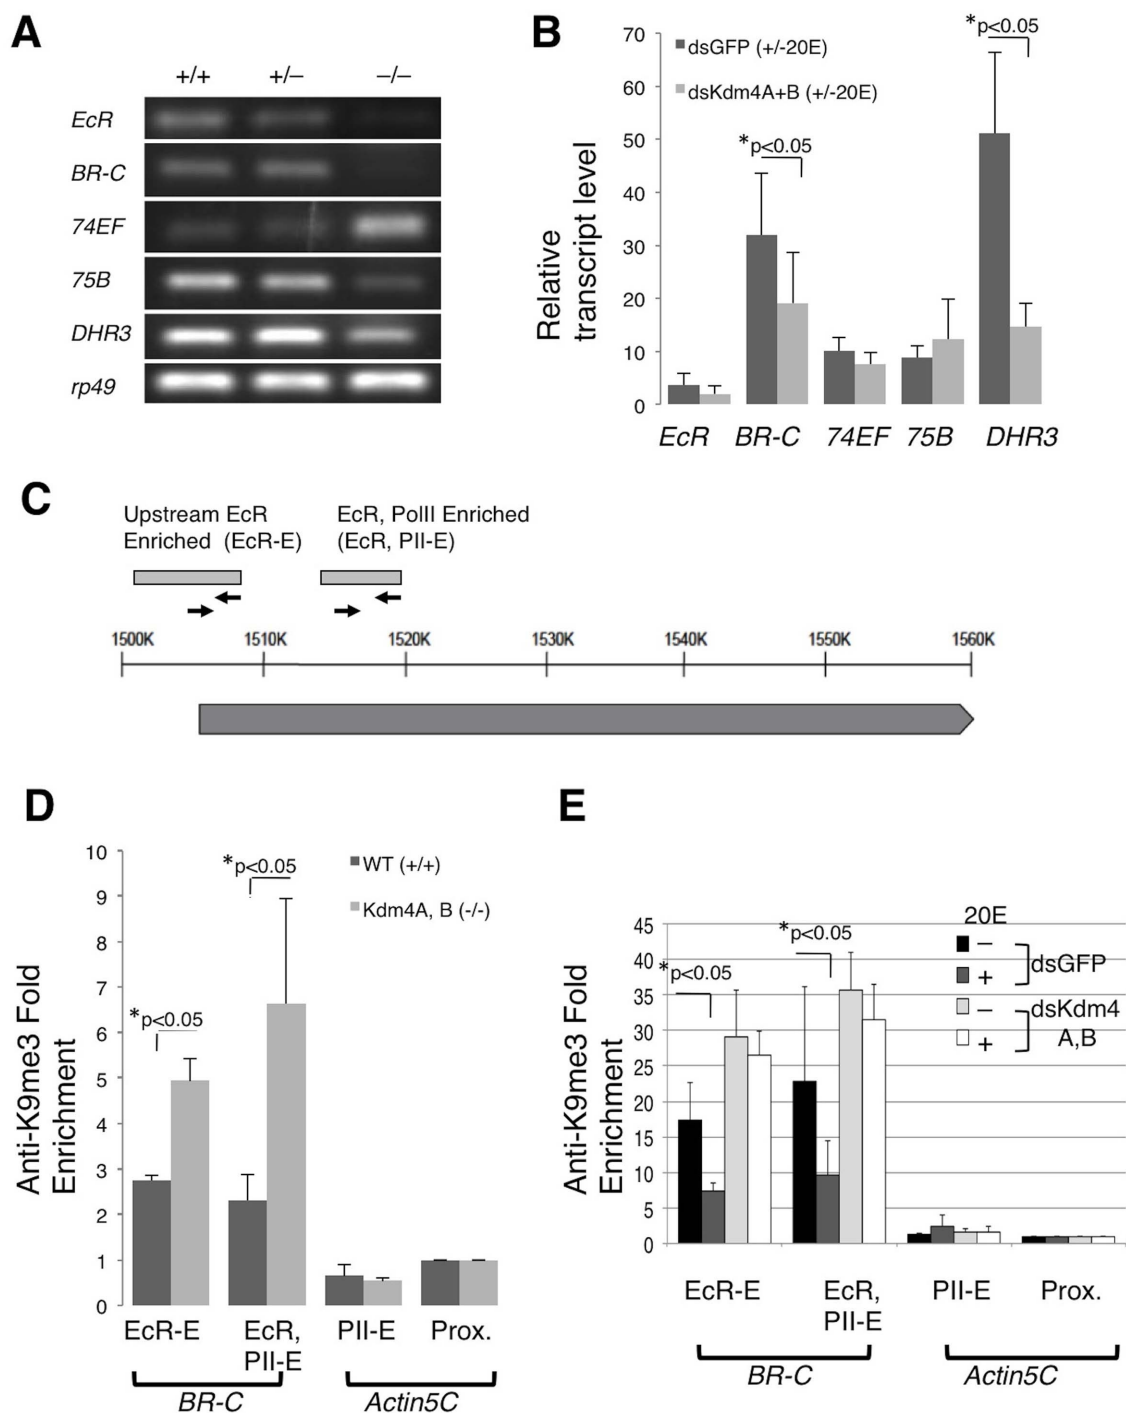 A
+/+ +/– –/–
EcR
BR-C
74EF
75B
DHR3
rp49
B
Relative
transcript level
70
60
50
40
30
20
10
0
dsGFP (+/-20E)
dsKdm4A+B (+/-20E)
*p<0.05
*p<0.05
EcR BR-C 74EF 75B DHR3
C
Upstream EcR
Enriched (EcR-E)
EcR, PolII Enriched
(EcR, PII-E)
1500K 1510K 1520K 1530K 1540K 1550K 1560K
D
Anti-K9me3 Fold
Enrichment
10
9
8
7
6
5
4
3
2
1
0
*p<0.05
*p<0.05
WT (+/+)
Kdm4A, B (-/-)
EcR-E EcR, PII-E Prox.
PII-E
BR-C Actin5C
E
Anti-K9me3 Fold
Enrichment
45
40
35
30
25
20
15
10
5
0
*p<0.05
*p<0.05
20E
–
+
dsGFP
–
+
dsKdm4
A,B
EcR-E EcR, PII-E Prox.
PII-E
BR-C Actin5C